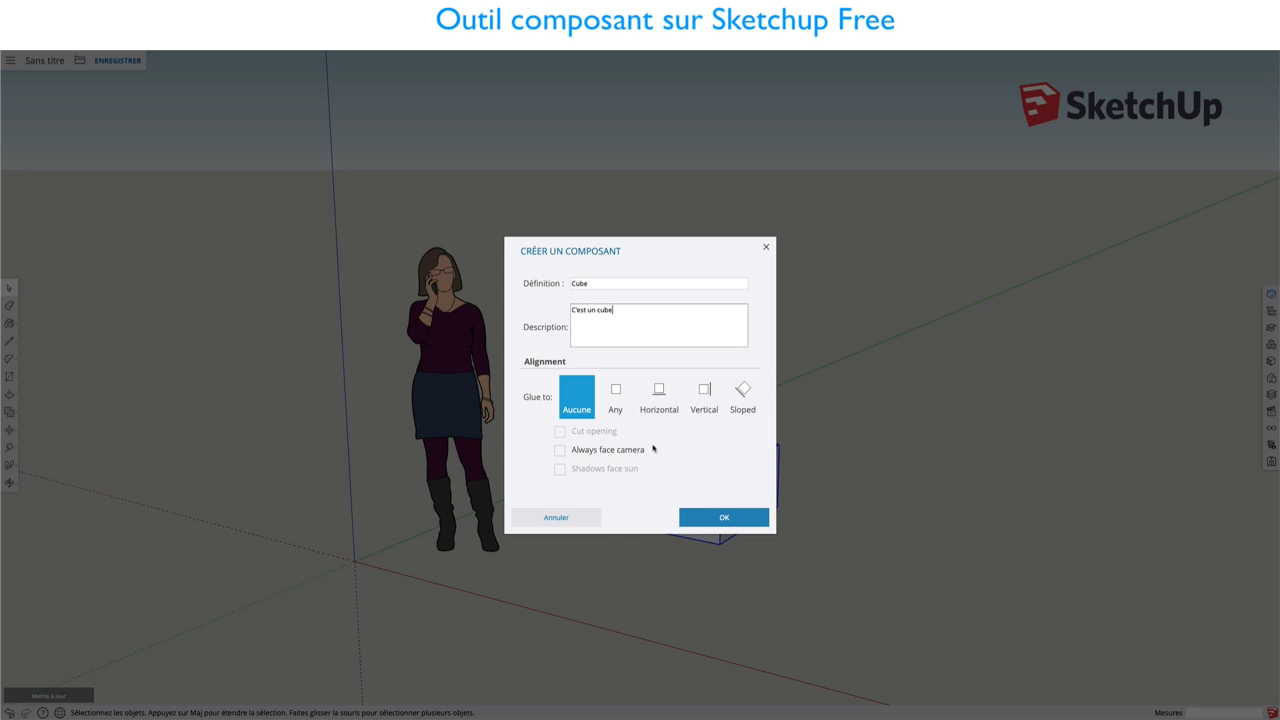 Outil composant sur Sketchup Free
Sans titre ENREGISTRER
SketchUp
CRÉER UN COMPOSANT
Définition : Cube
C'est un cube
Description:
Alignment
Glue to:
Aucune Any Horizontal Vertical Sloped
Cut opening
Always face camera
Shadows face sun
Annuler OK
Mettre à jour
Sélectionnez les objets. Appuyez sur Maj pour étendre la sélection. Faites glisser la souris pour sélectionner plusieurs objets. Mesures